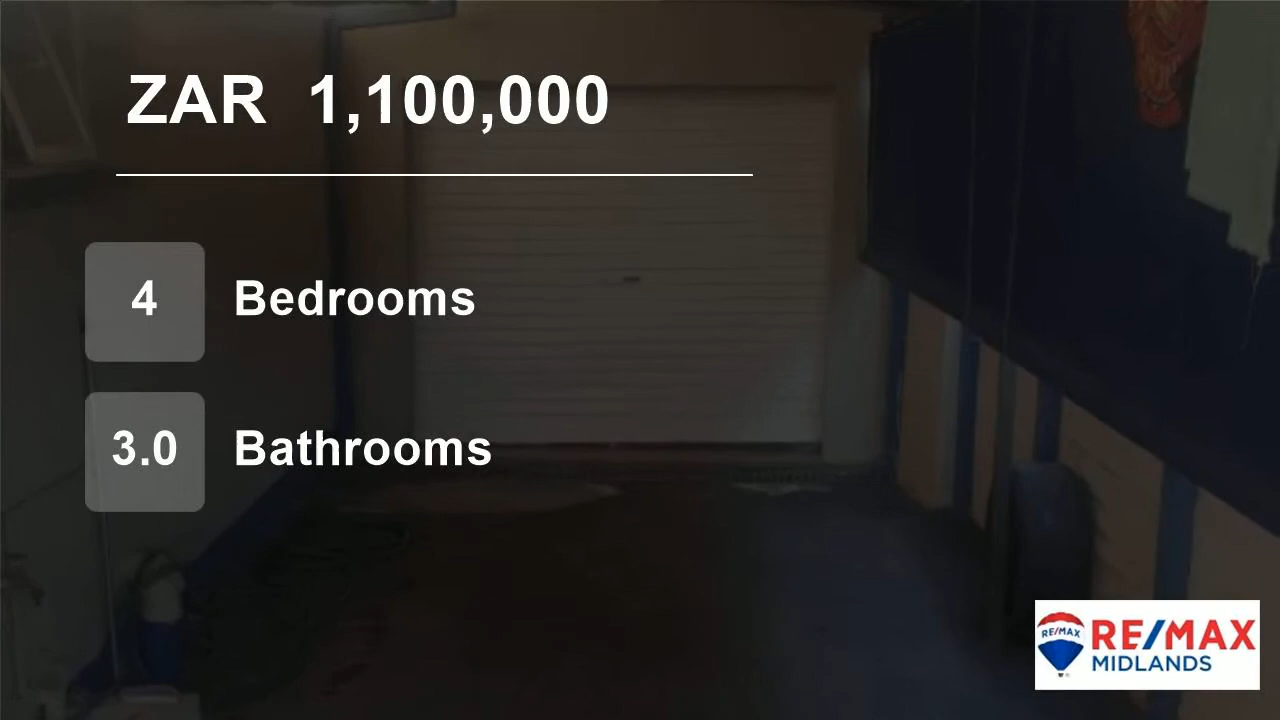 ZAR 1,100,000
4 Bedrooms
3.0 Bathrooms
RE/MAX
RE/MAX
MIDLANDS